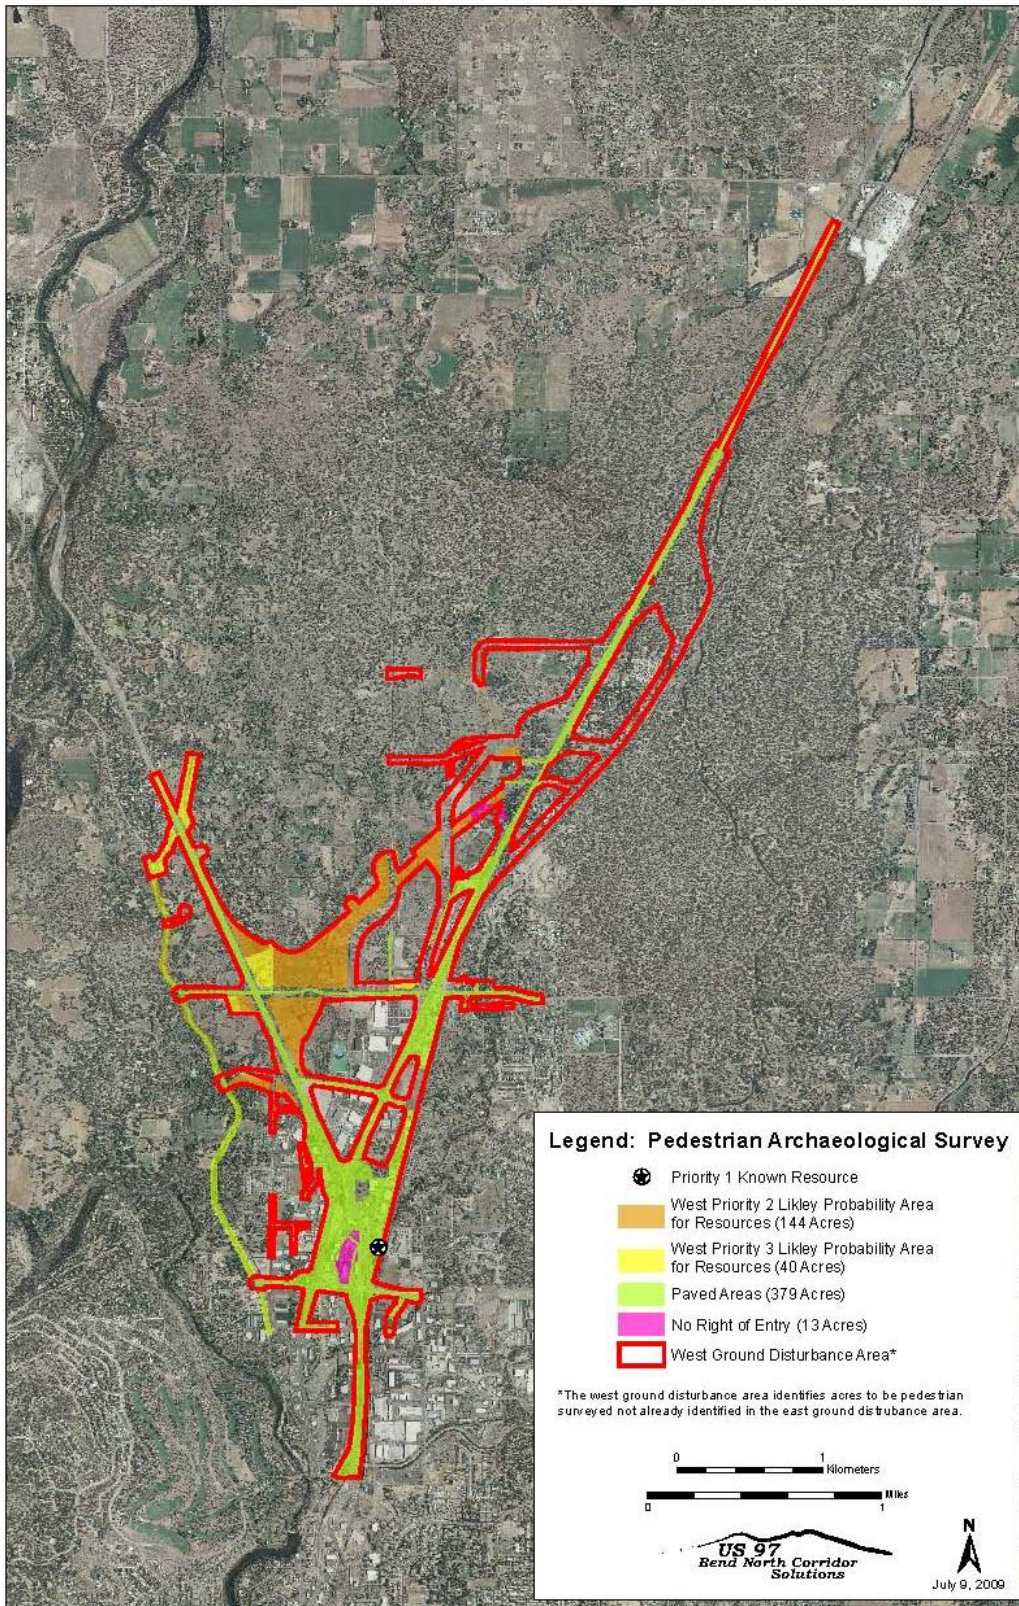 Legend: Pedestrian Archaeological Survey
Priority 1 Known Resource
West Priority 2 Likley Probability Area
for Resources (144 Acres)
West Priority 3 Likley Probability Area
for Resources (40 Acres)
Paved Areas (379 Acres)
No Right of Entry (13 Acres)
West Ground Disturbance Area*
*The west ground disturbance area identifies acres to be pedestrian
surveyed not already identified in the east ground distrubance area.
0 1
Kilometers
Miles
0 1
US 97
Bend North Corridor
Solutions
N
July 9, 2009